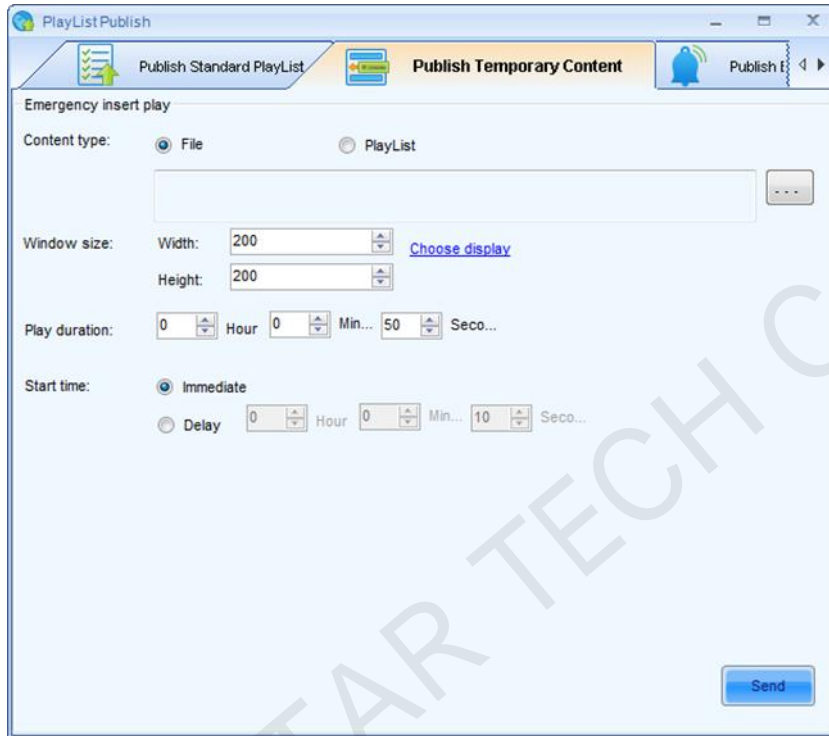 PlayList Publish
Publish Standard PlayList Publish Temporary Content Publish E
Emergency insert play
Content type: File PlayList
...
Window size: Width: 200 Choose display
Height: 200
Play duration: 0 Hour 0 Min... 50 Seco...
Start time: Immediate
Delay 0 Hour 0 Min... 10 Seco...
Send
TAR TECH C